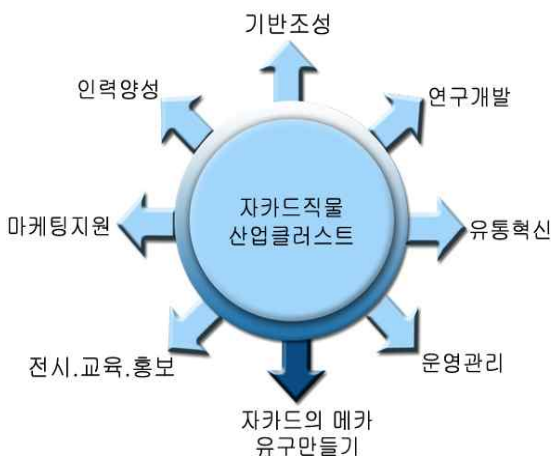 기반조성
인력양성
연구개발
자카드직물
산업클러스트
마케팅지원
유통혁신
전시.교육.홍보
운영관리
자카드의 메카
유구만들기